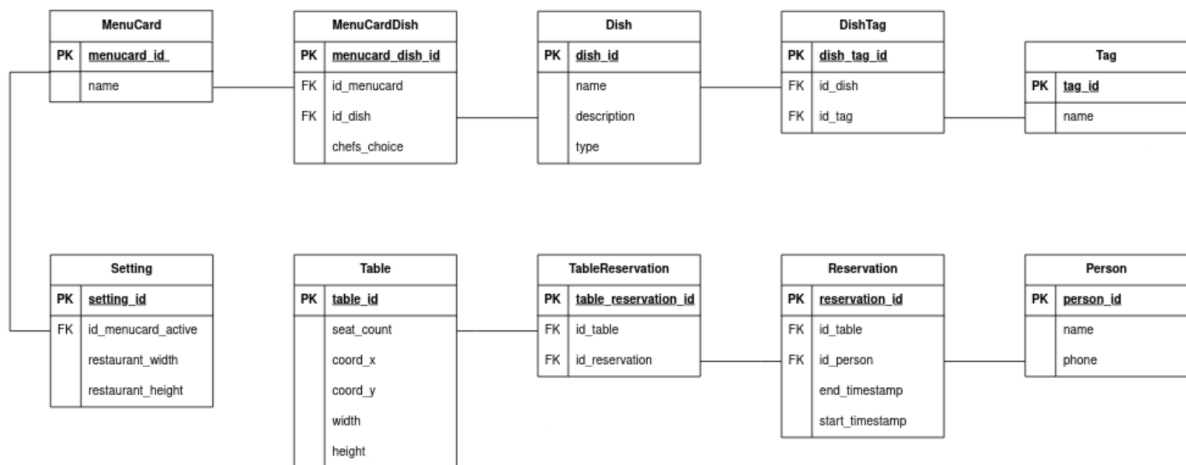 MenuCard
PK menucard_id
name
MenuCardDish
PK menucard_dish_id
FK id_menucard
FK id_dish
chefs_choice
Dish
PK dish_id
name
description
type
DishTag
PK dish_tag_id
FK id_dish
FK id_tag
Tag
PK tag_id
name
Setting
PK setting_id
FK id_menucard_active
restaurant_width
restaurant_height
Table
PK table_id
seat_count
coord_x
coord_y
width
height
TableReservation
PK table_reservation_id
FK id_table
FK id_reservation
Reservation
PK reservation_id
FK id_table
FK id_person
end_timestamp
start_timestamp
Person
PK person_id
name
phone